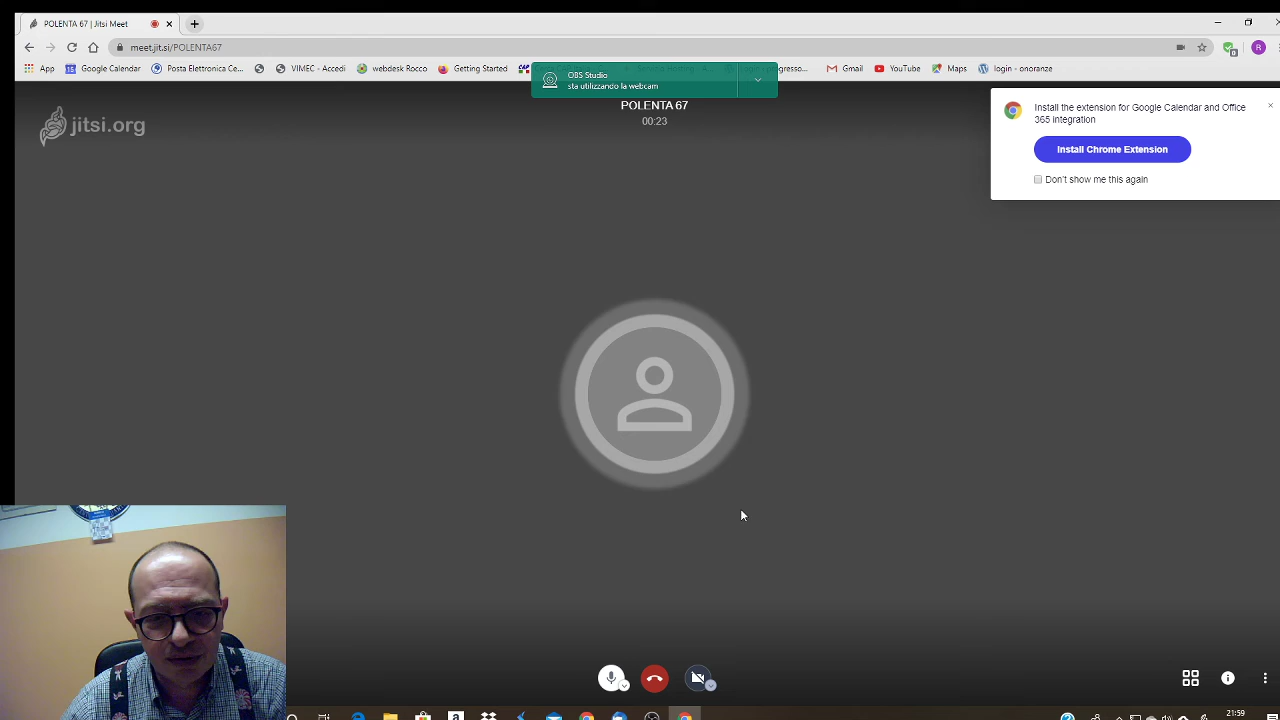 POLENTA 67 | Jitsi Meet
meet.jit.si/POLENTA67
App
Google Calendar
Posta Elettronica Ce...
VIMEC - Accedi
webdesk Rocco
Getting Started
login - progresso...
Gmail
YouTube
Maps
login - onoranze
R
OBS Studio
sta utilizzando la webcam
POLENTA 67
00:23
jitsi.org
Install the extension for Google Calendar and Office
365 integration
Install Chrome Extension
Don't show me this again
21:59